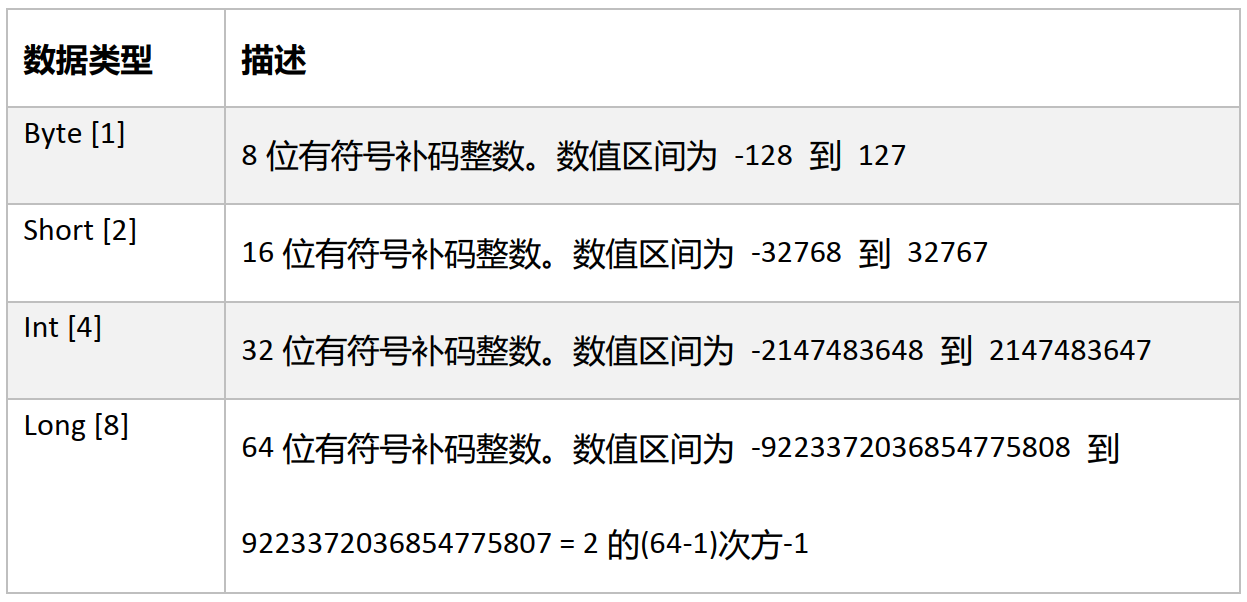 数据类型 描述
Byte [1]
8 位有符号补码整数。数值区间为 -128 到 127
Short [2]
16 位有符号补码整数。数值区间为 -32768 到 32767
Int [4]
32 位有符号补码整数。数值区间为 -2147483648 到 2147483647
Long [8]
64 位有符号补码整数。数值区间为 -9223372036854775808 到
9223372036854775807 = 2 的(64-1)次方-1